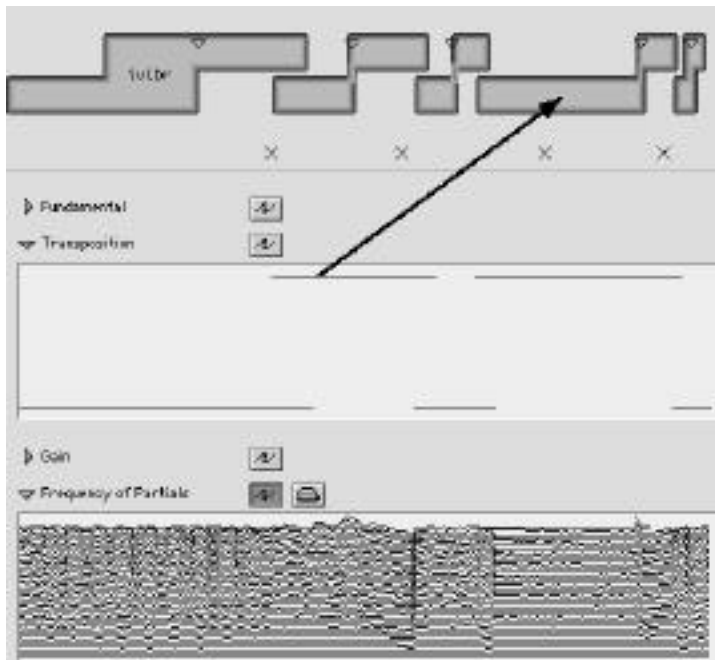 Fundamental
Transposition
Gain
Frequency of Partials